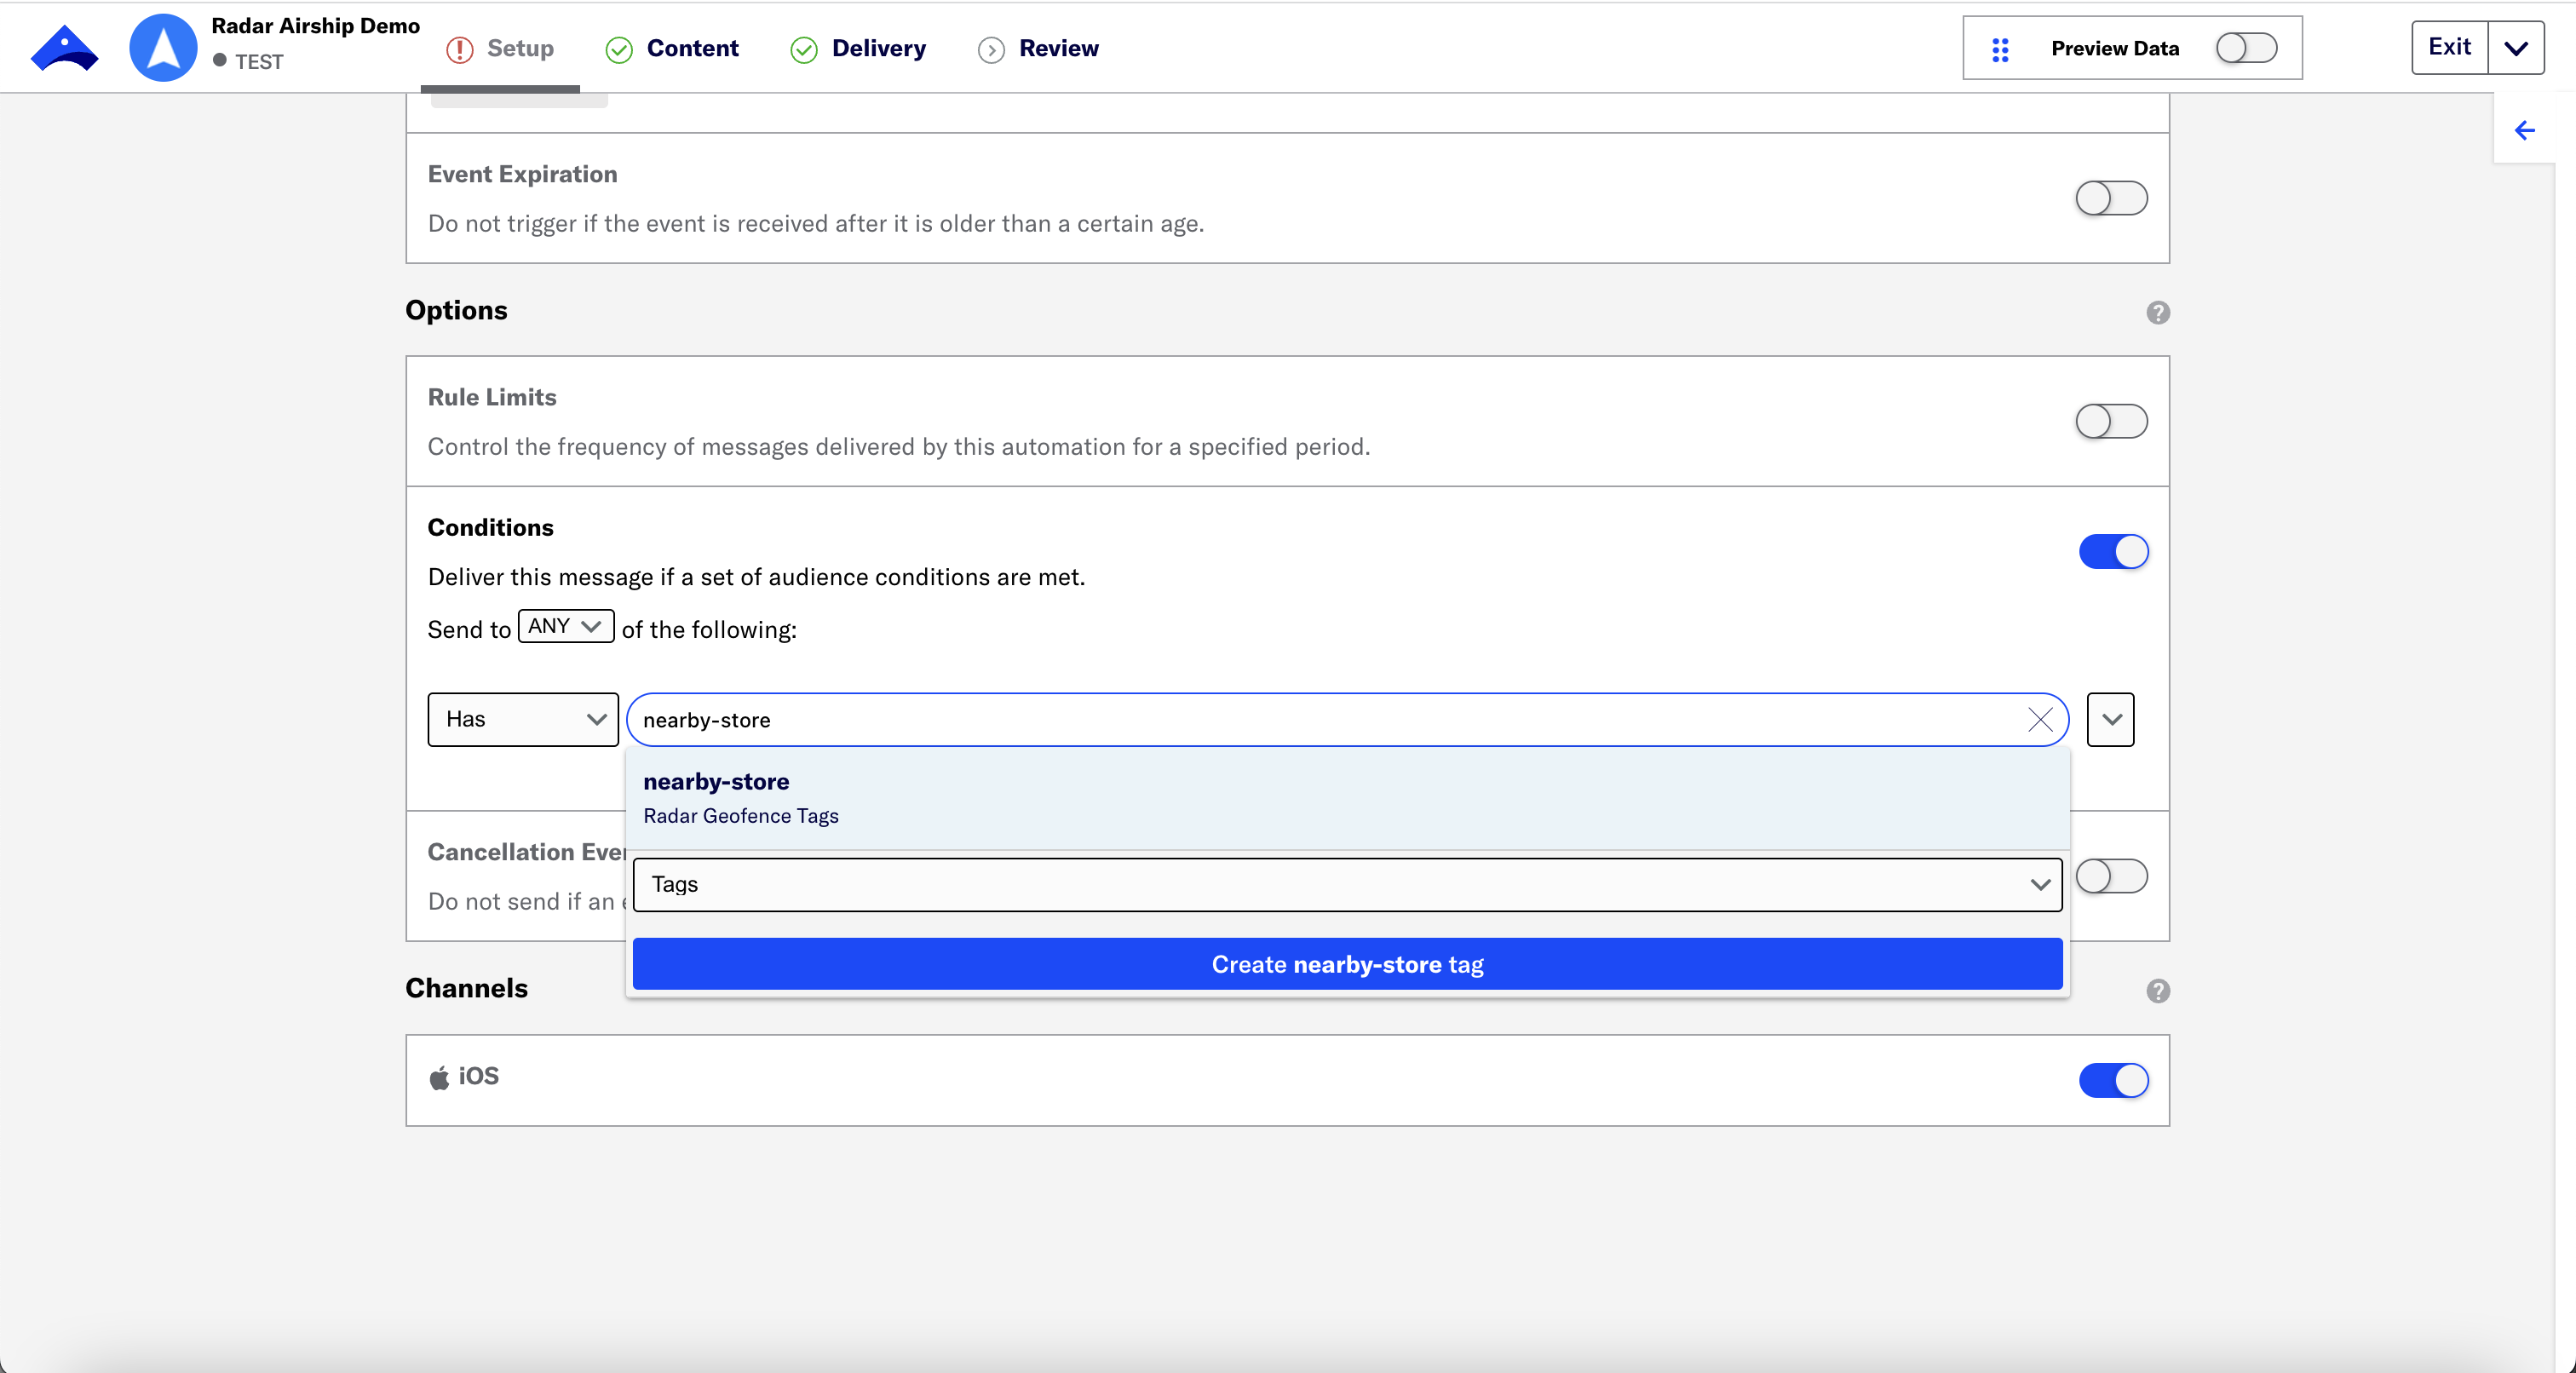 Radar Airship Demo
TEST
Setup
Content
Delivery
Review
Preview Data
Exit
Event Expiration
Do not trigger if the event is received after it is older than a certain age.
Options
?
Rule Limits
Control the frequency of messages delivered by this automation for a specified period.
Conditions
Deliver this message if a set of audience conditions are met.
Send to ANY of the following:
Has
nearby-store
nearby-store
Radar Geofence Tags
Cancellation
Do not send if an
Tags
Create nearby-store tag
Channels
?
iOS